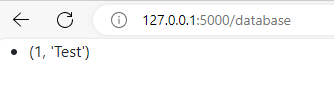 127.0.0.1:5000/database
• (1, 'Test')